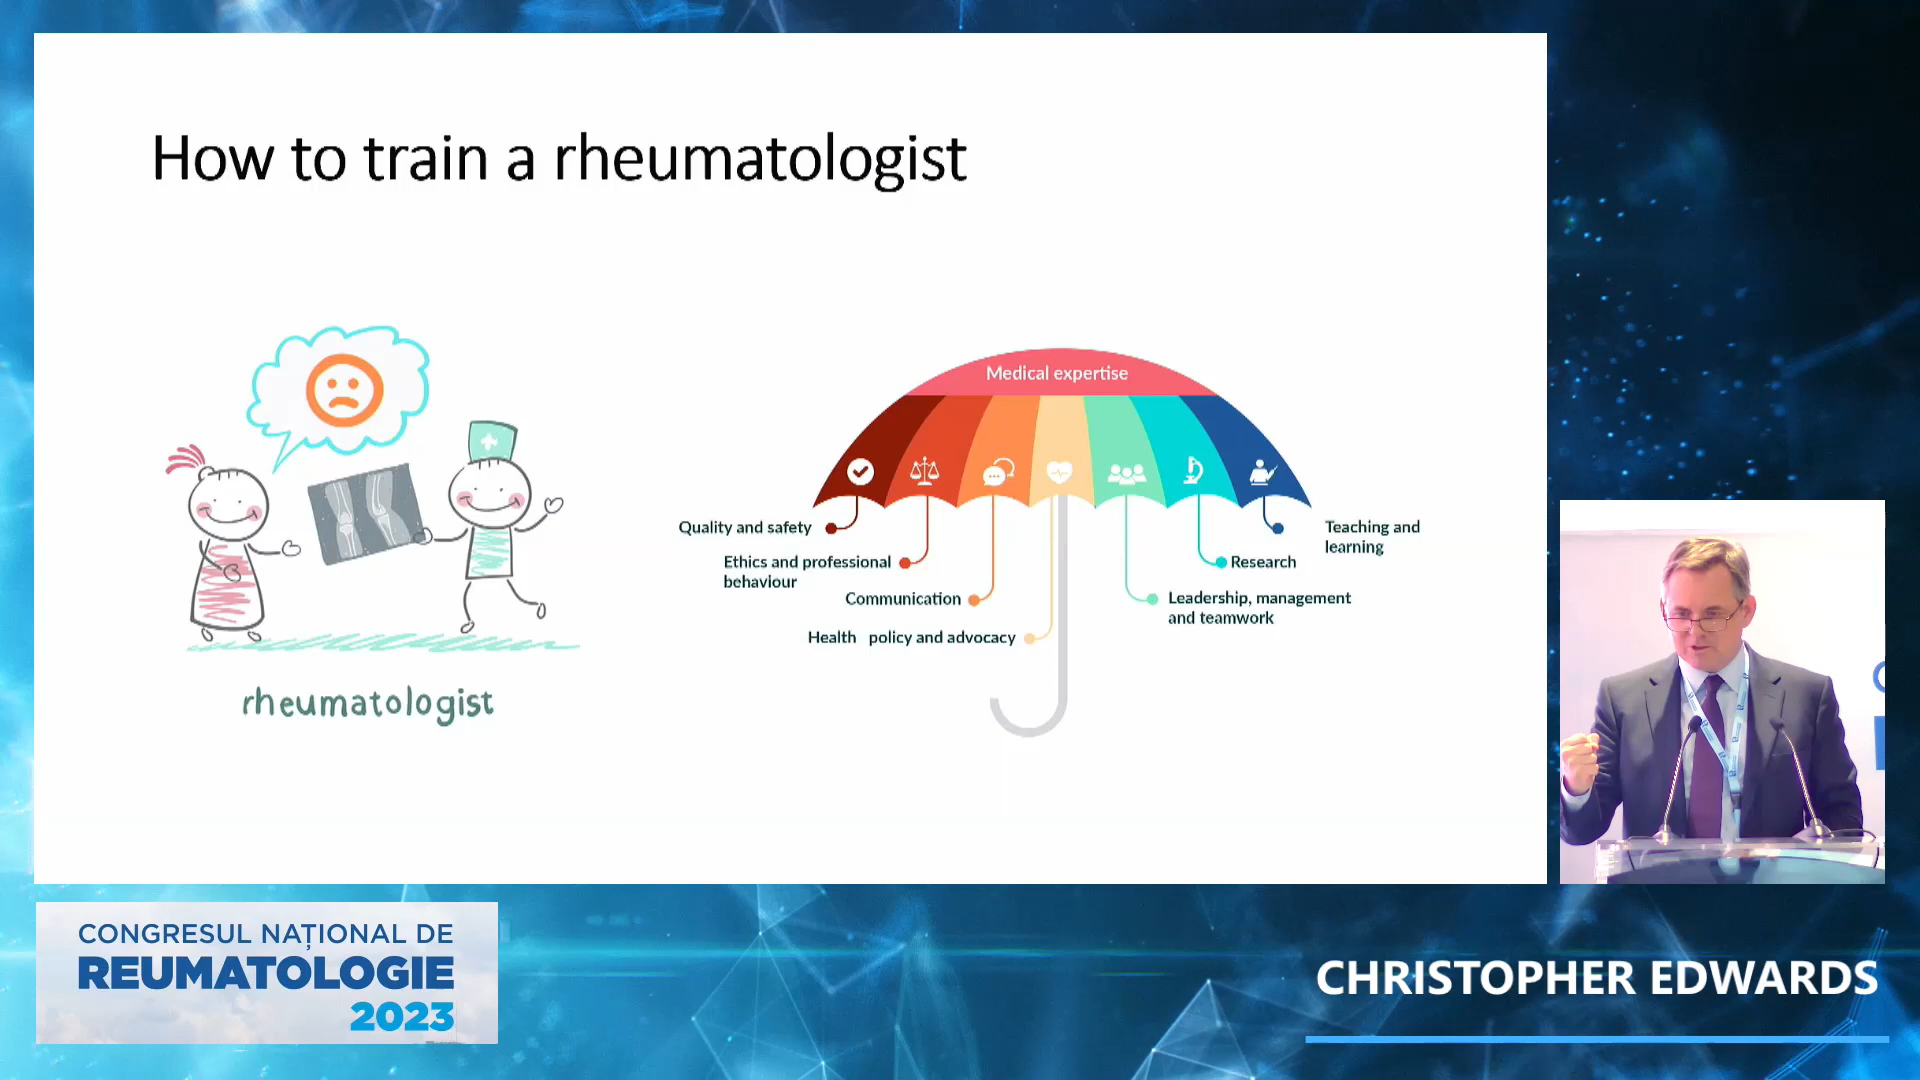 How to train a rheumatologist
Medical expertise
Quality and safety
Ethics and professional
behaviour
Communication
Health policy and advocacy
Teaching and
learning
Research
Leadership, management
and teamwork
rheumatologist
CONGRESUL NAȚIONAL DE
REUMATOLOGIE
2023
CHRISTOPHER EDWARDS